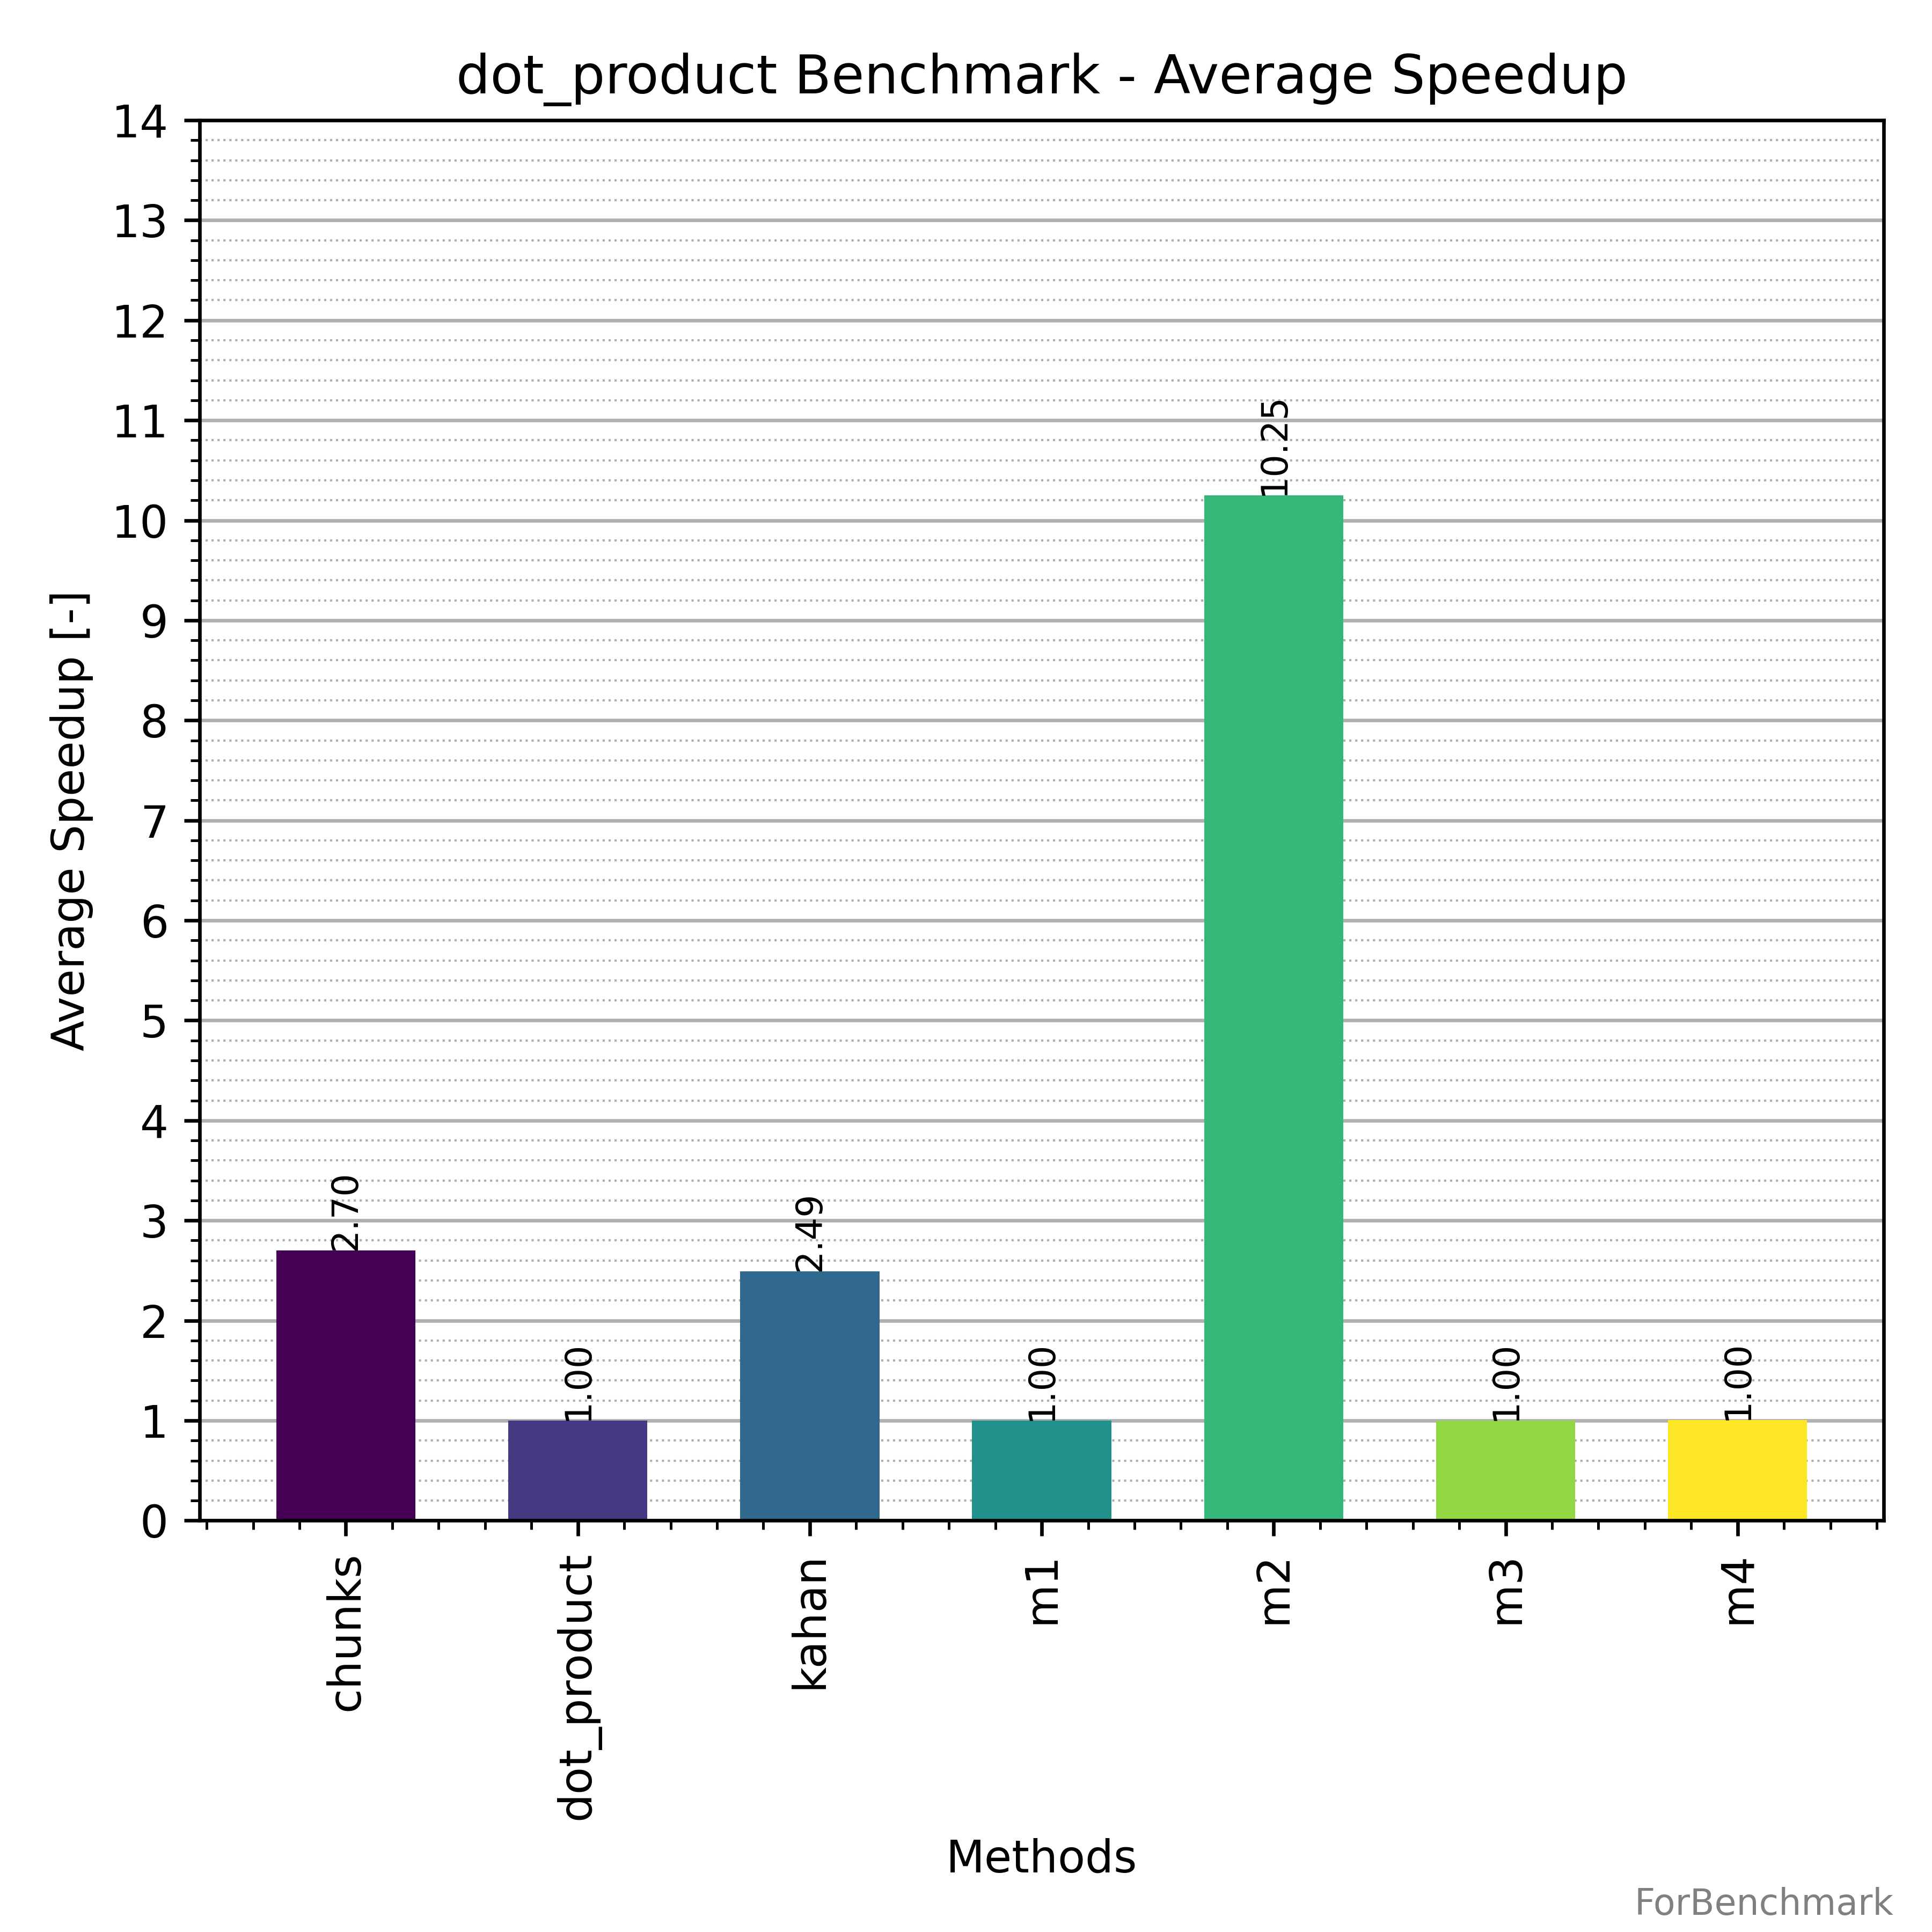 dot_product Benchmark - Average Speedup
14
13
12
11
10
9
8
7
6
5
4
3
2
1
0
Average Speedup [-]
2.70
1.00
2.49
1.00
10.25
1.00
1.00
chunks
dot_product
kahan
m1
m2
m3
m4
Methods
ForBenchmark